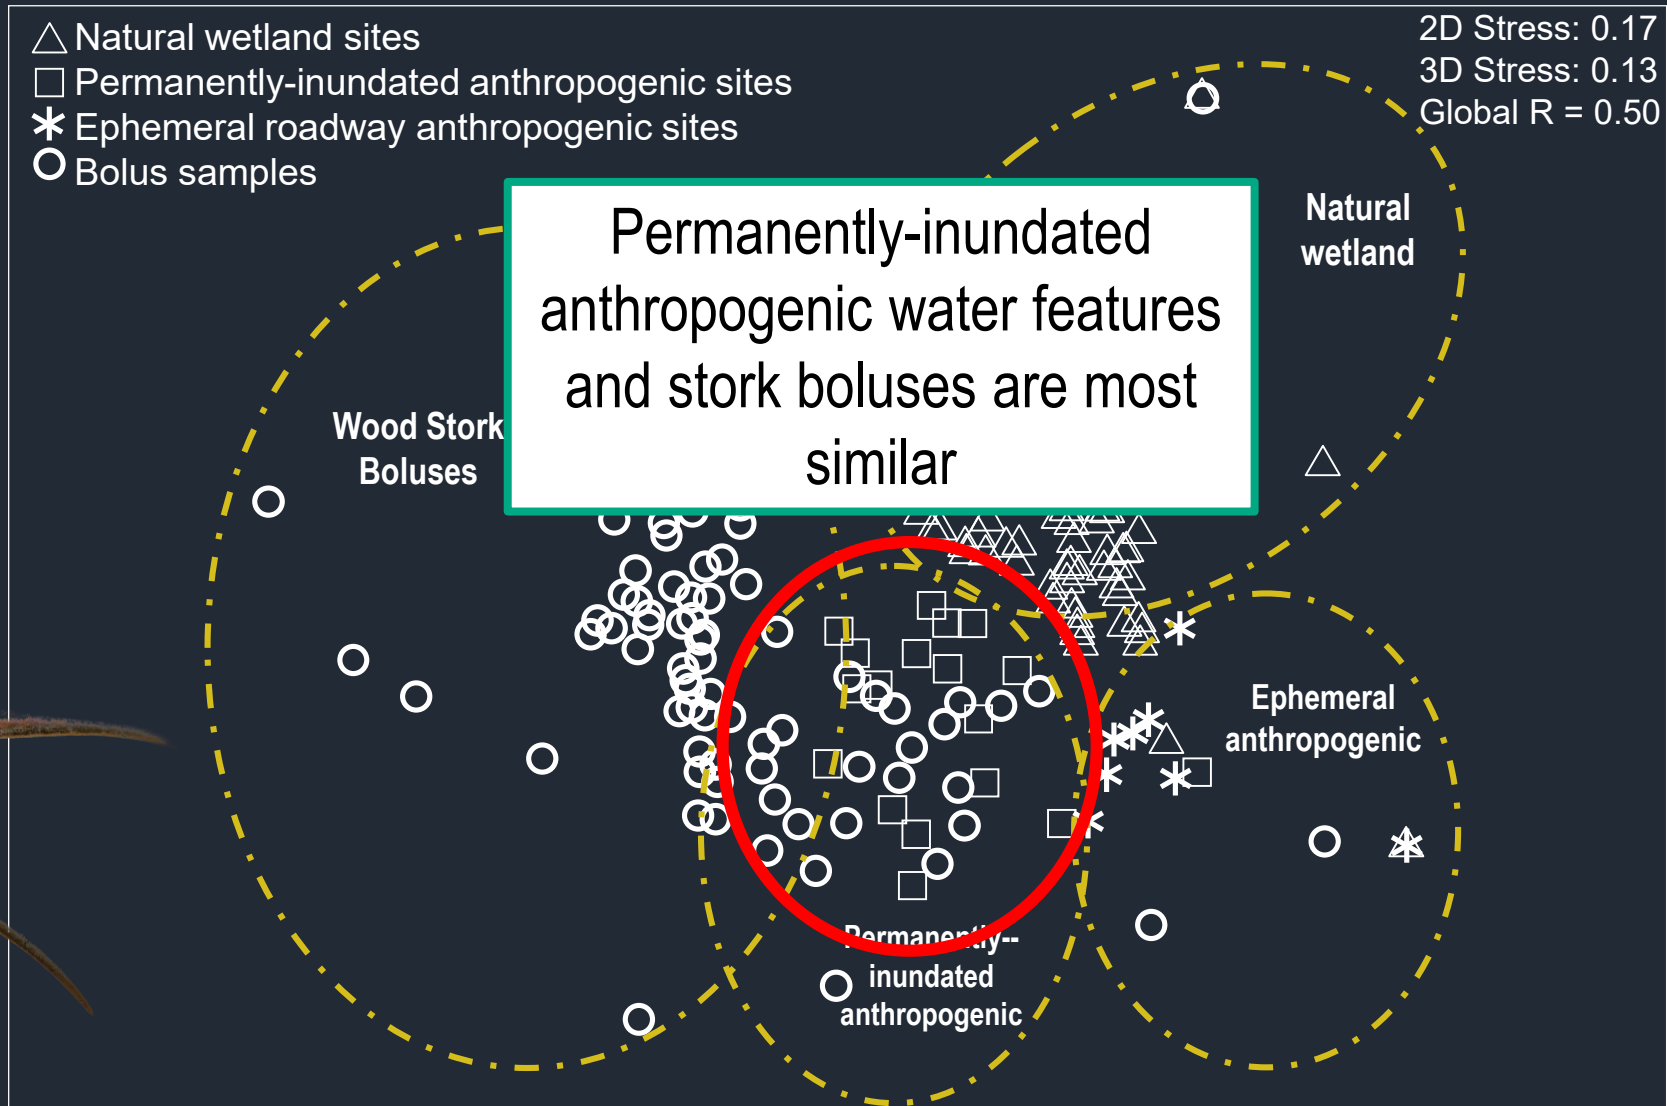 Natural wetland sites
Permanently-inundated anthropogenic sites
Ephemeral roadway anthropogenic sites
Bolus samples
2D Stress: 0.17
3D Stress: 0.13
Global R = 0.50
Permanently-inundated
anthropogenic water features
and stork boluses are most
similar
Natural
wetland
Wood Stork
Boluses
Ephemeral
anthropogenic
Permanently--
inundated
anthropogenic